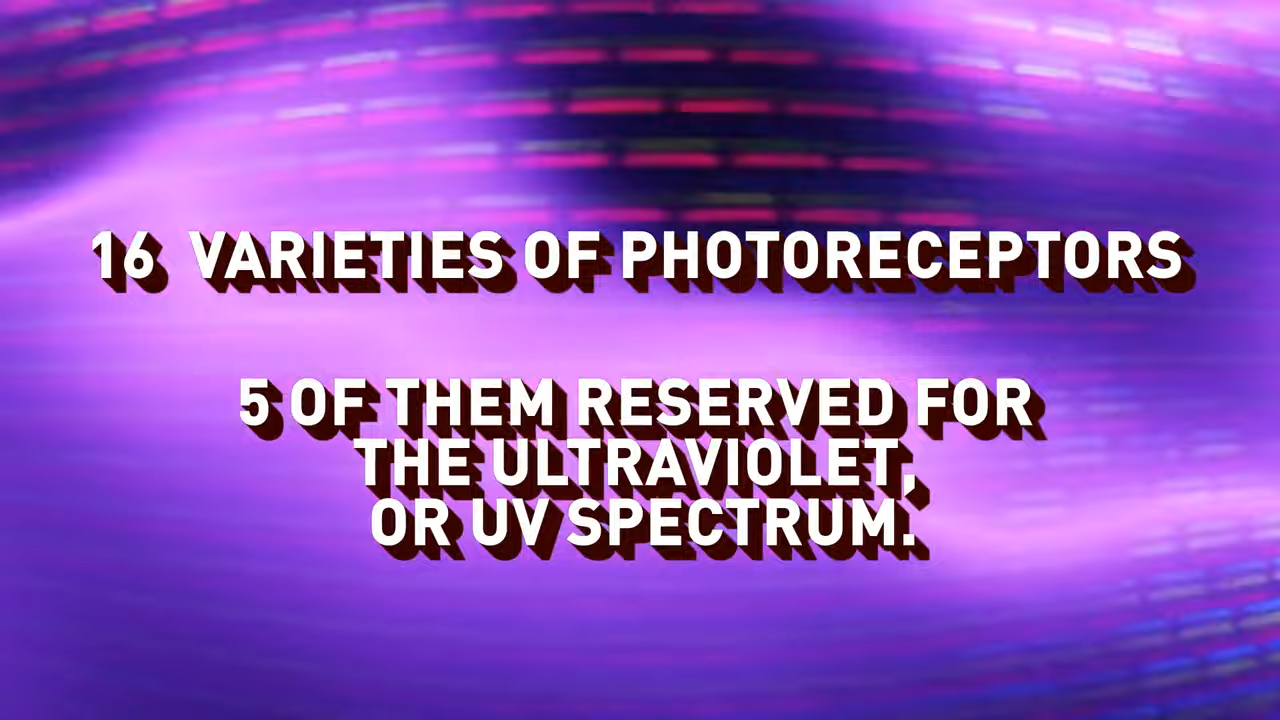 16 VARIETIES OF PHOTORECEPTORS
5 OF THEM RESERVED FOR
THE ULTRAVIOLET,
OR UV SPECTRUM.